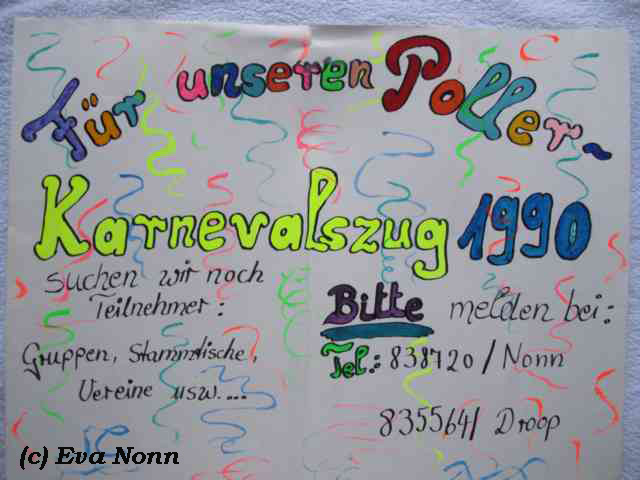 Für unseren Poller-
Karnevalszug 1990
suchen wir noch
Teilnehmer:
Gruppen, Stammtische,
Vereine usw....
Bitte melden bei:
Tel.: 838720 / Nonn
835564 / Droop
(c) Eva Nonn